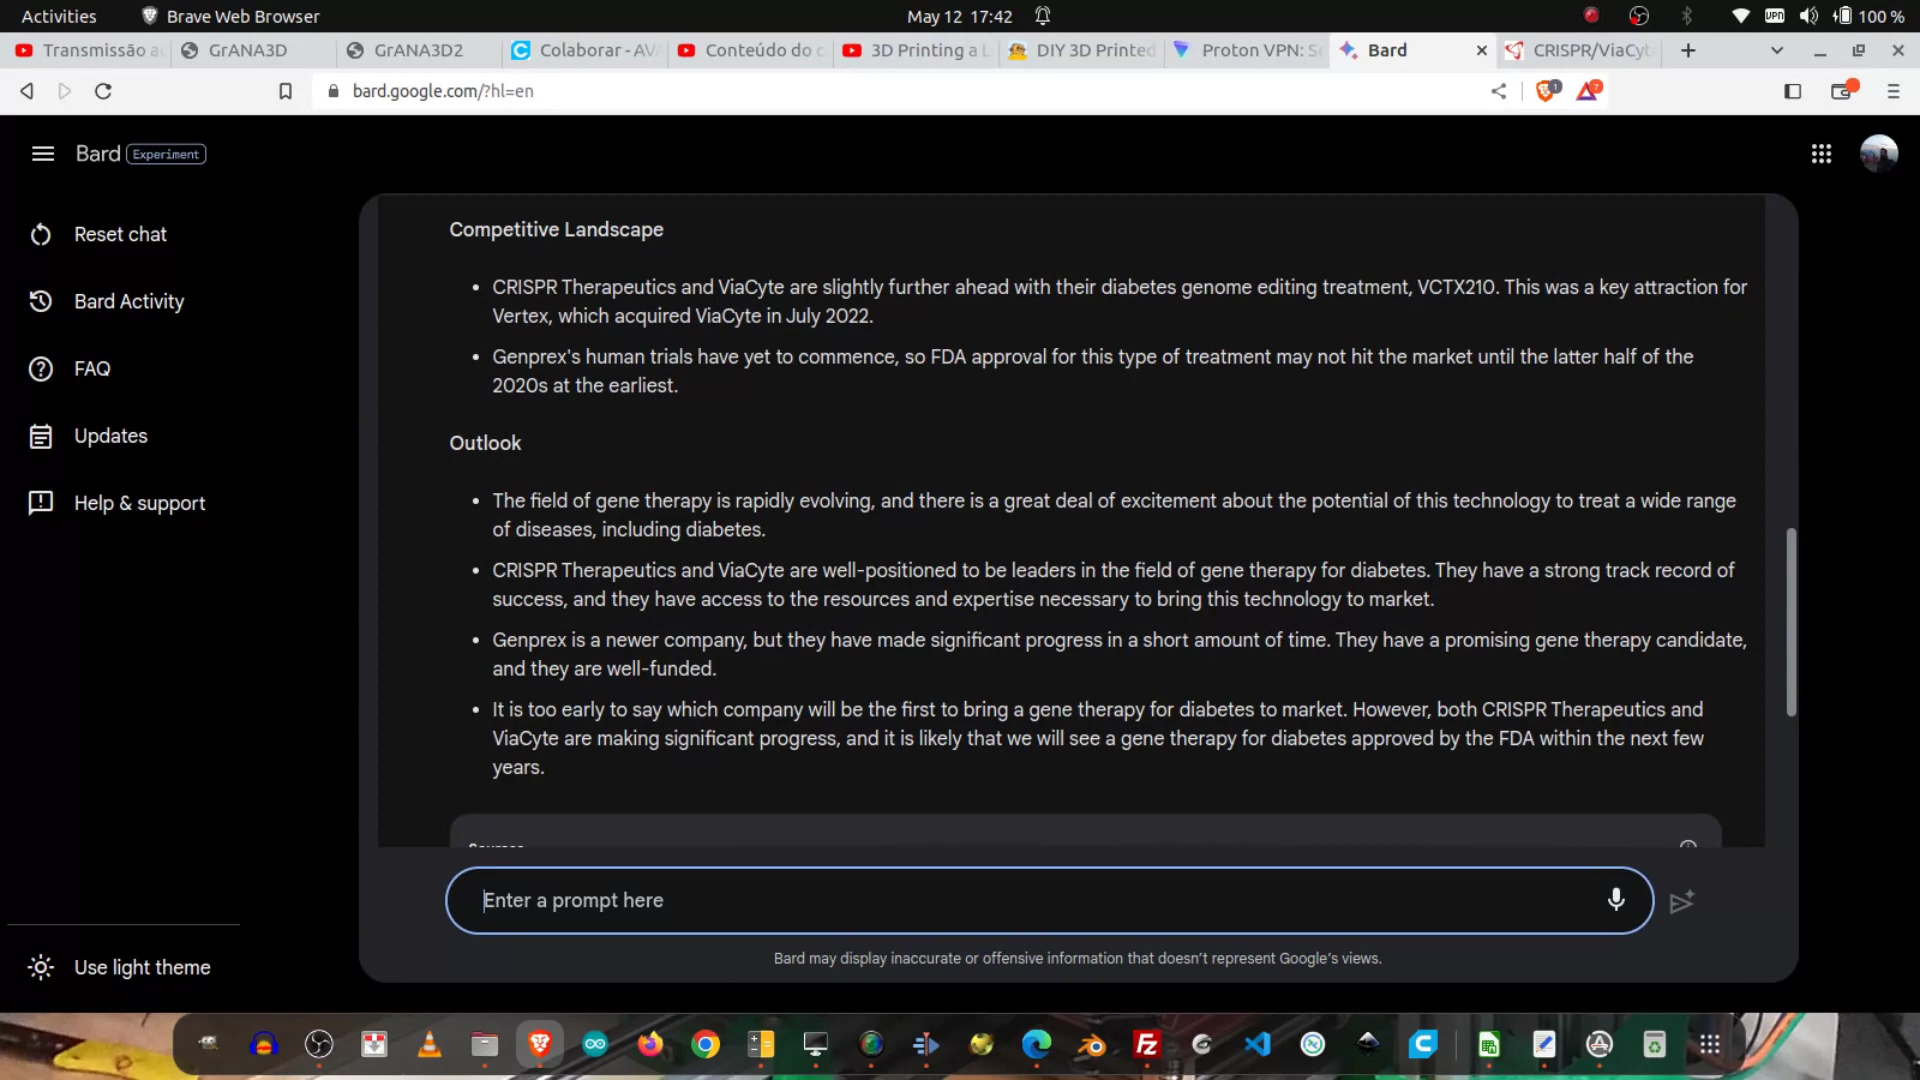 Activities
Brave Web Browser
May 12 17:42
VPN
100 %
Transmissão a
GrANA3D
GrANA3D2
Colaborar - AVA
Conteúdo do c
3D Printing a L
DIY 3D Printed
Proton VPN: Se
Bard
CRISPR/ViaCyte
bard.google.com/?hl=en
1
7
Bard Experiment
Reset chat
Bard Activity
FAQ
Updates
Help & support
Use light theme
Competitive Landscape
• CRISPR Therapeutics and ViaCyte are slightly further ahead with their diabetes genome editing treatment, VCTX210. This was a key attraction for
Vertex, which acquired ViaCyte in July 2022.
• Genprex's human trials have yet to commence, so FDA approval for this type of treatment may not hit the market until the latter half of the
2020s at the earliest.
Outlook
• The field of gene therapy is rapidly evolving, and there is a great deal of excitement about the potential of this technology to treat a wide range
of diseases, including diabetes.
• CRISPR Therapeutics and ViaCyte are well-positioned to be leaders in the field of gene therapy for diabetes. They have a strong track record of
success, and they have access to the resources and expertise necessary to bring this technology to market.
• Genprex is a newer company, but they have made significant progress in a short amount of time. They have a promising gene therapy candidate,
and they are well-funded.
• It is too early to say which company will be the first to bring a gene therapy for diabetes to market. However, both CRISPR Therapeutics and
ViaCyte are making significant progress, and it is likely that we will see a gene therapy for diabetes approved by the FDA within the next few
years.
Sources
Enter a prompt here
Bard may display inaccurate or offensive information that doesn't represent Google's views.